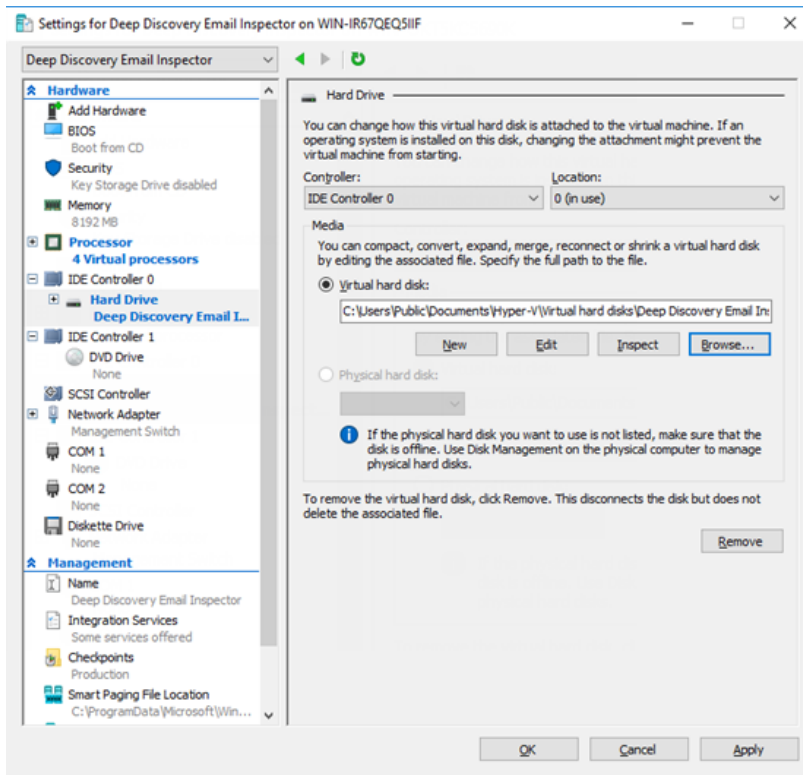 Settings for Deep Discovery Email Inspector on WIN-IR67QEQ5IIF
Deep Discovery Email Inspector
Hardware
Add Hardware
BIOS
Boot from CD
Security
Key Storage Drive disabled
Memory
8192 MB
Processor
4 Virtual processors
IDE Controller 0
Hard Drive
Deep Discovery Email I...
IDE Controller 1
DVD Drive
None
SCSI Controller
Network Adapter
Management Switch
COM 1
None
COM 2
None
Diskette Drive
None
Management
Name
Deep Discovery Email Inspector
Integration Services
Some services offered
Checkpoints
Production
Smart Paging File Location
C:\ProgramData\Microsoft\Win...
Hard Drive
You can change how this virtual hard disk is attached to the virtual machine. If an
operating system is installed on this disk, changing the attachment might prevent the
virtual machine from starting.
Controller:
Location:
IDE Controller 0
0 (in use)
Media
You can compact, convert, expand, merge, reconnect or shrink a virtual hard disk
by editing the associated file. Specify the full path to the file.
Virtual hard disk:
C:\Users\Public\Documents\Hyper-V\Virtual hard disks\Deep Discovery Email Ins
New
Edit
Inspect
Browse...
Physical hard disk:
If the physical hard disk you want to use is not listed, make sure that the
disk is offline. Use Disk Management on the physical computer to manage
physical hard disks.
To remove the virtual hard disk, click Remove. This disconnects the disk but does not
delete the associated file.
Remove
OK
Cancel
Apply